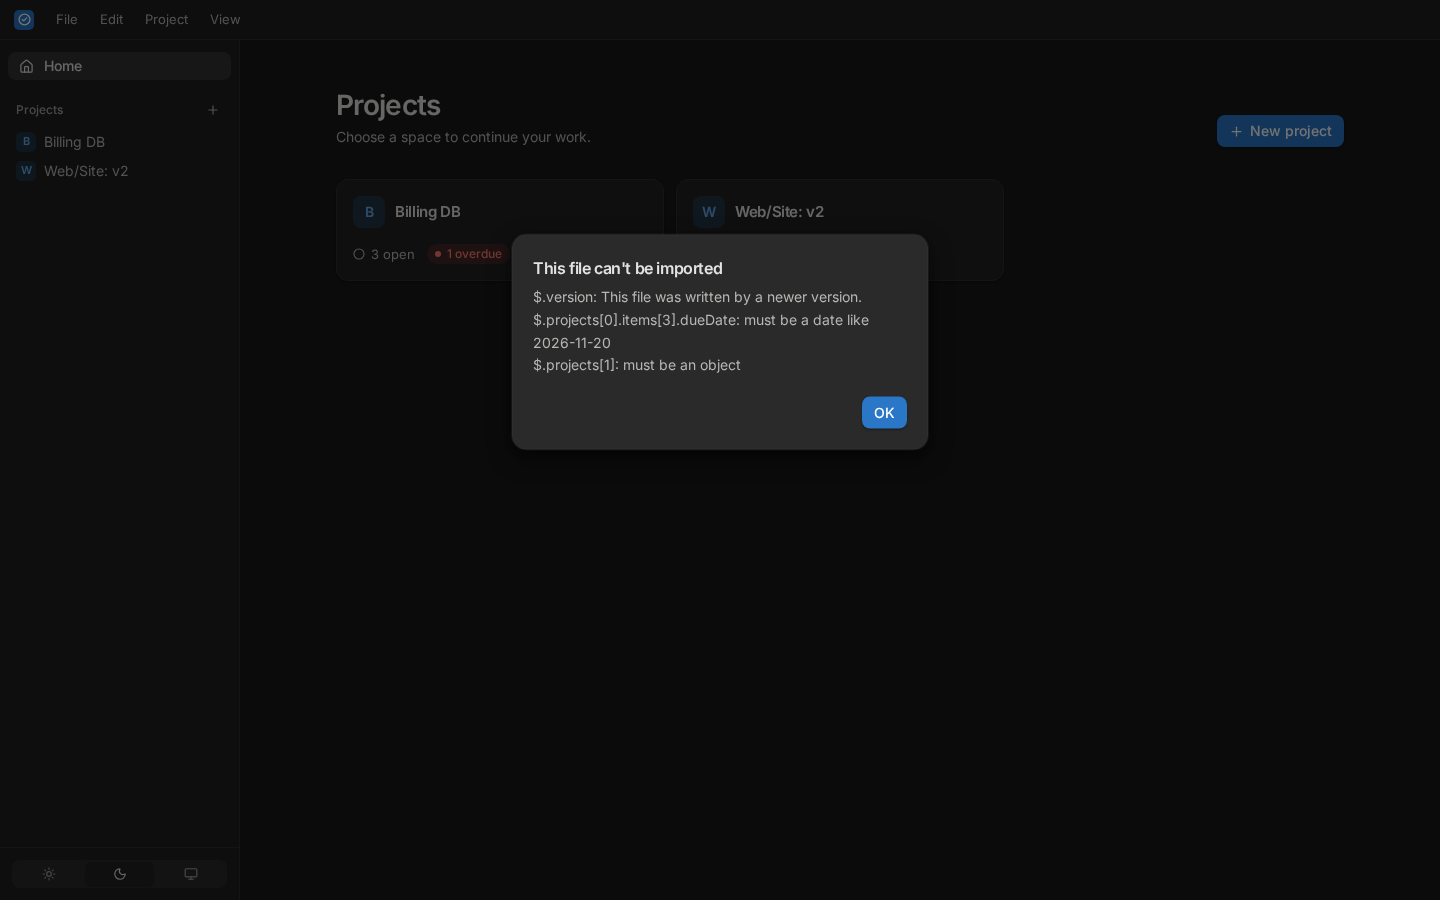 File Edit Project View
Home
Projects
B Billing DB
W Web/Site: v2
Projects
Choose a space to continue your work.
New project
B Billing DB
3 open 1 overdue
W Web/Site: v2
This file can't be imported
$.version: This file was written by a newer version.
$.projects[0].items[3].dueDate: must be a date like
2026-11-20
$.projects[1]: must be an object
OK